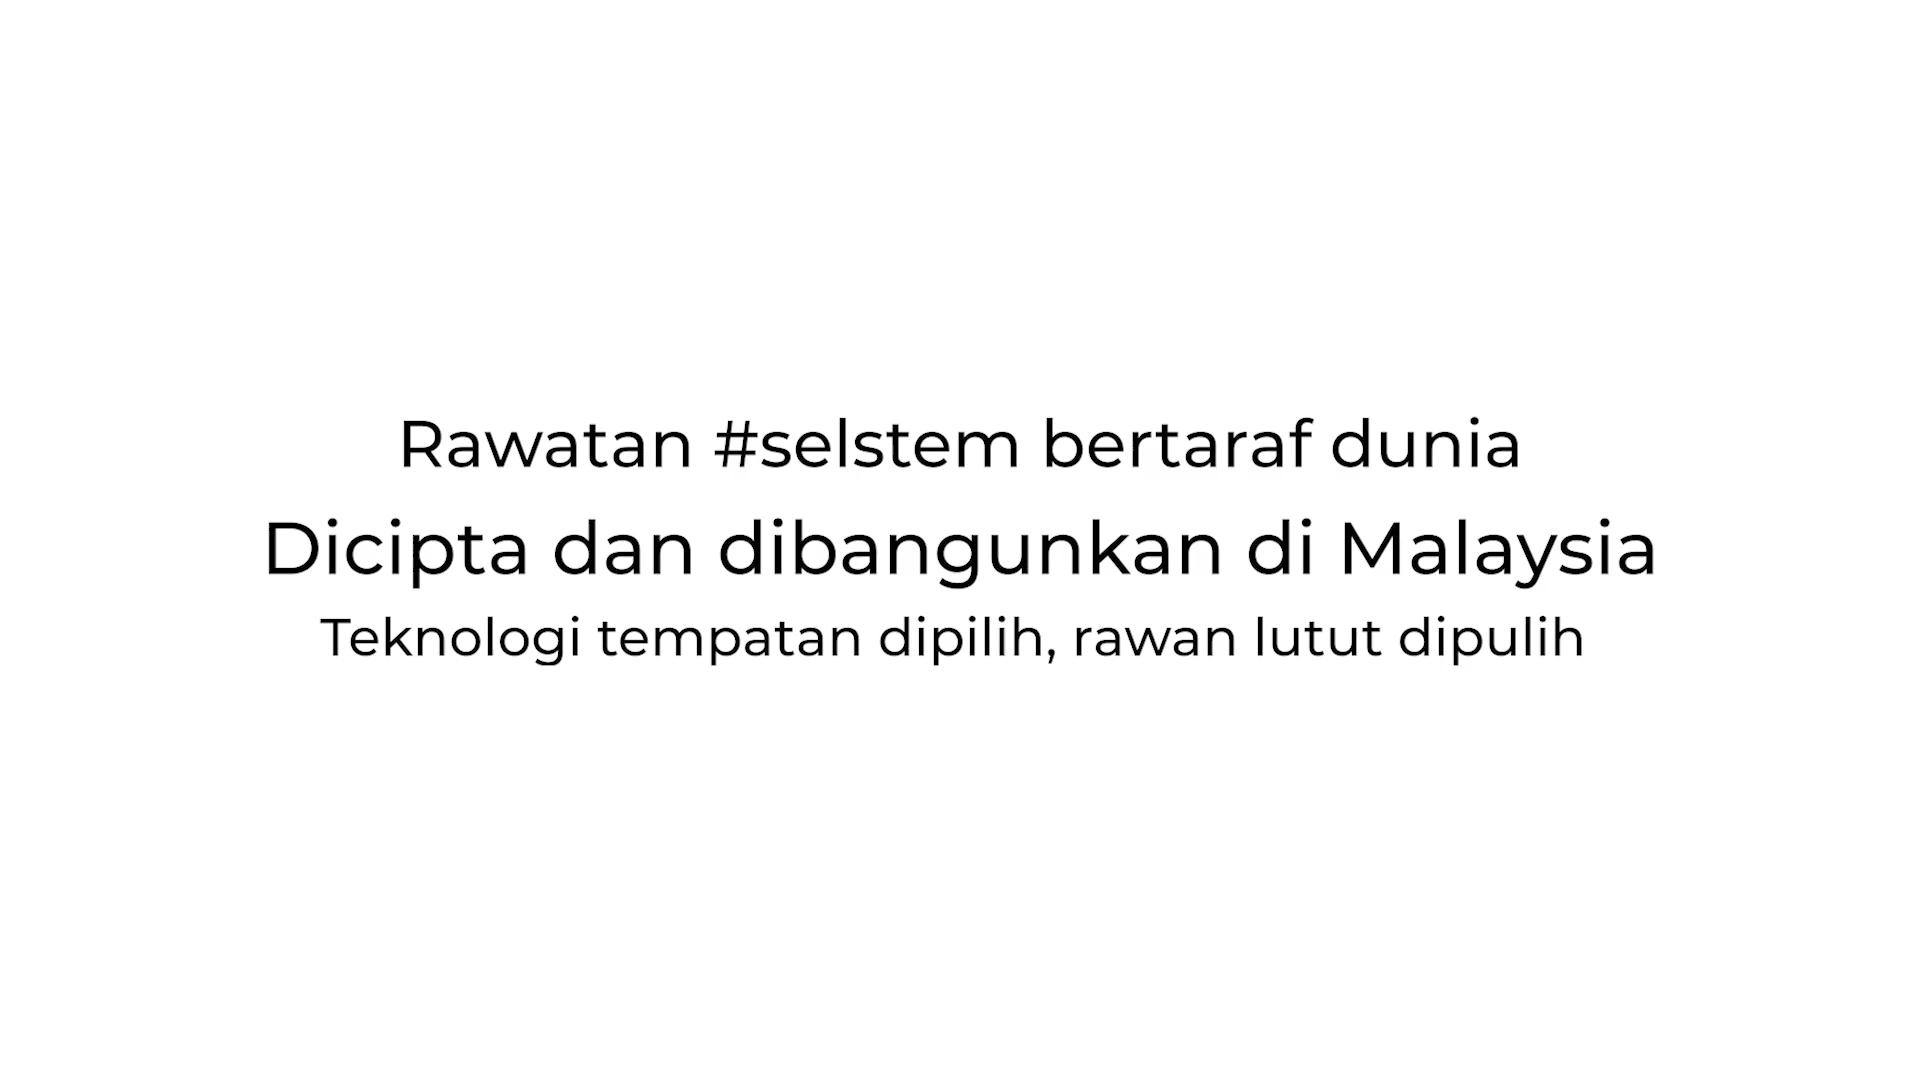 Rawatan #selstem bertaraf dunia
Dicipta dan dibangunkan di Malaysia
Teknologi tempatan dipilih, rawan lutut dipulih